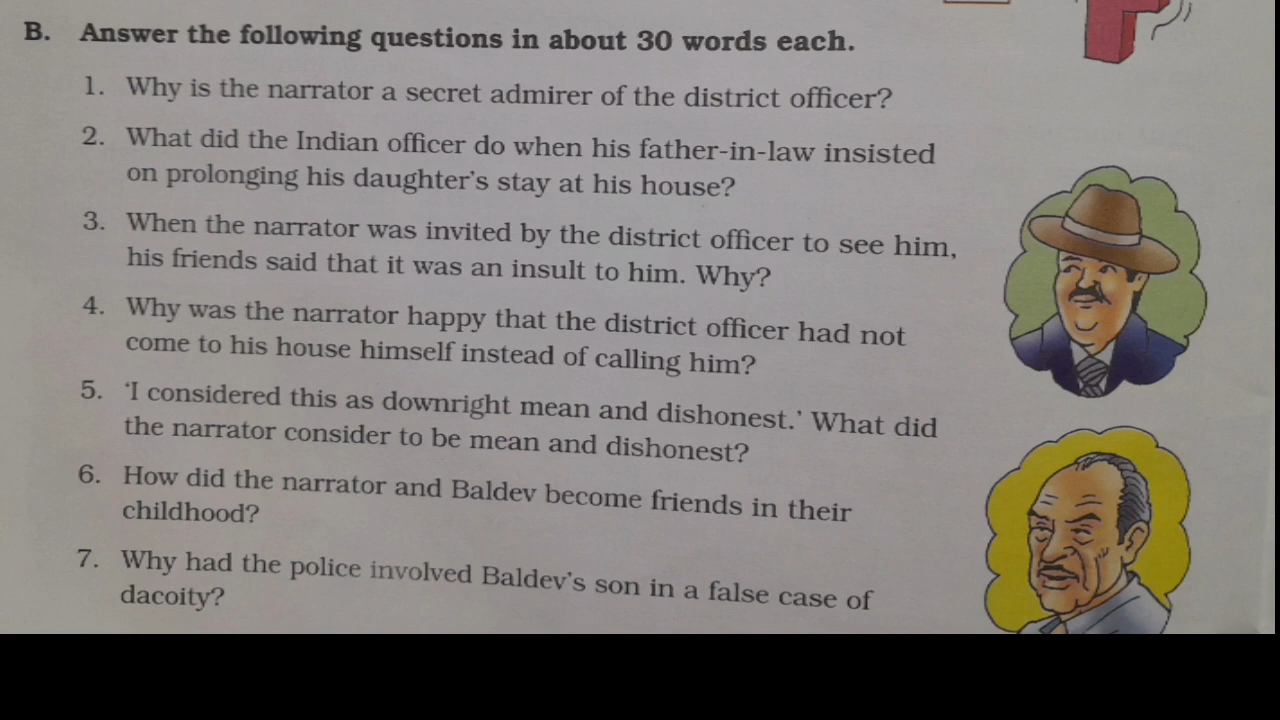 B. Answer the following questions in about 30 words each.
1. Why is the narrator a secret admirer of the district officer?
2. What did the Indian officer do when his father-in-law insisted
on prolonging his daughter's stay at his house?
3. When the narrator was invited by the district officer to see him,
his friends said that it was an insult to him. Why?
4. Why was the narrator happy that the district officer had not
come to his house himself instead of calling him?
5. 'I considered this as downright mean and dishonest.' What did
the narrator consider to be mean and dishonest?
6. How did the narrator and Baldev become friends in their
childhood?
7. Why had the police involved Baldev's son in a false case of
dacoity?